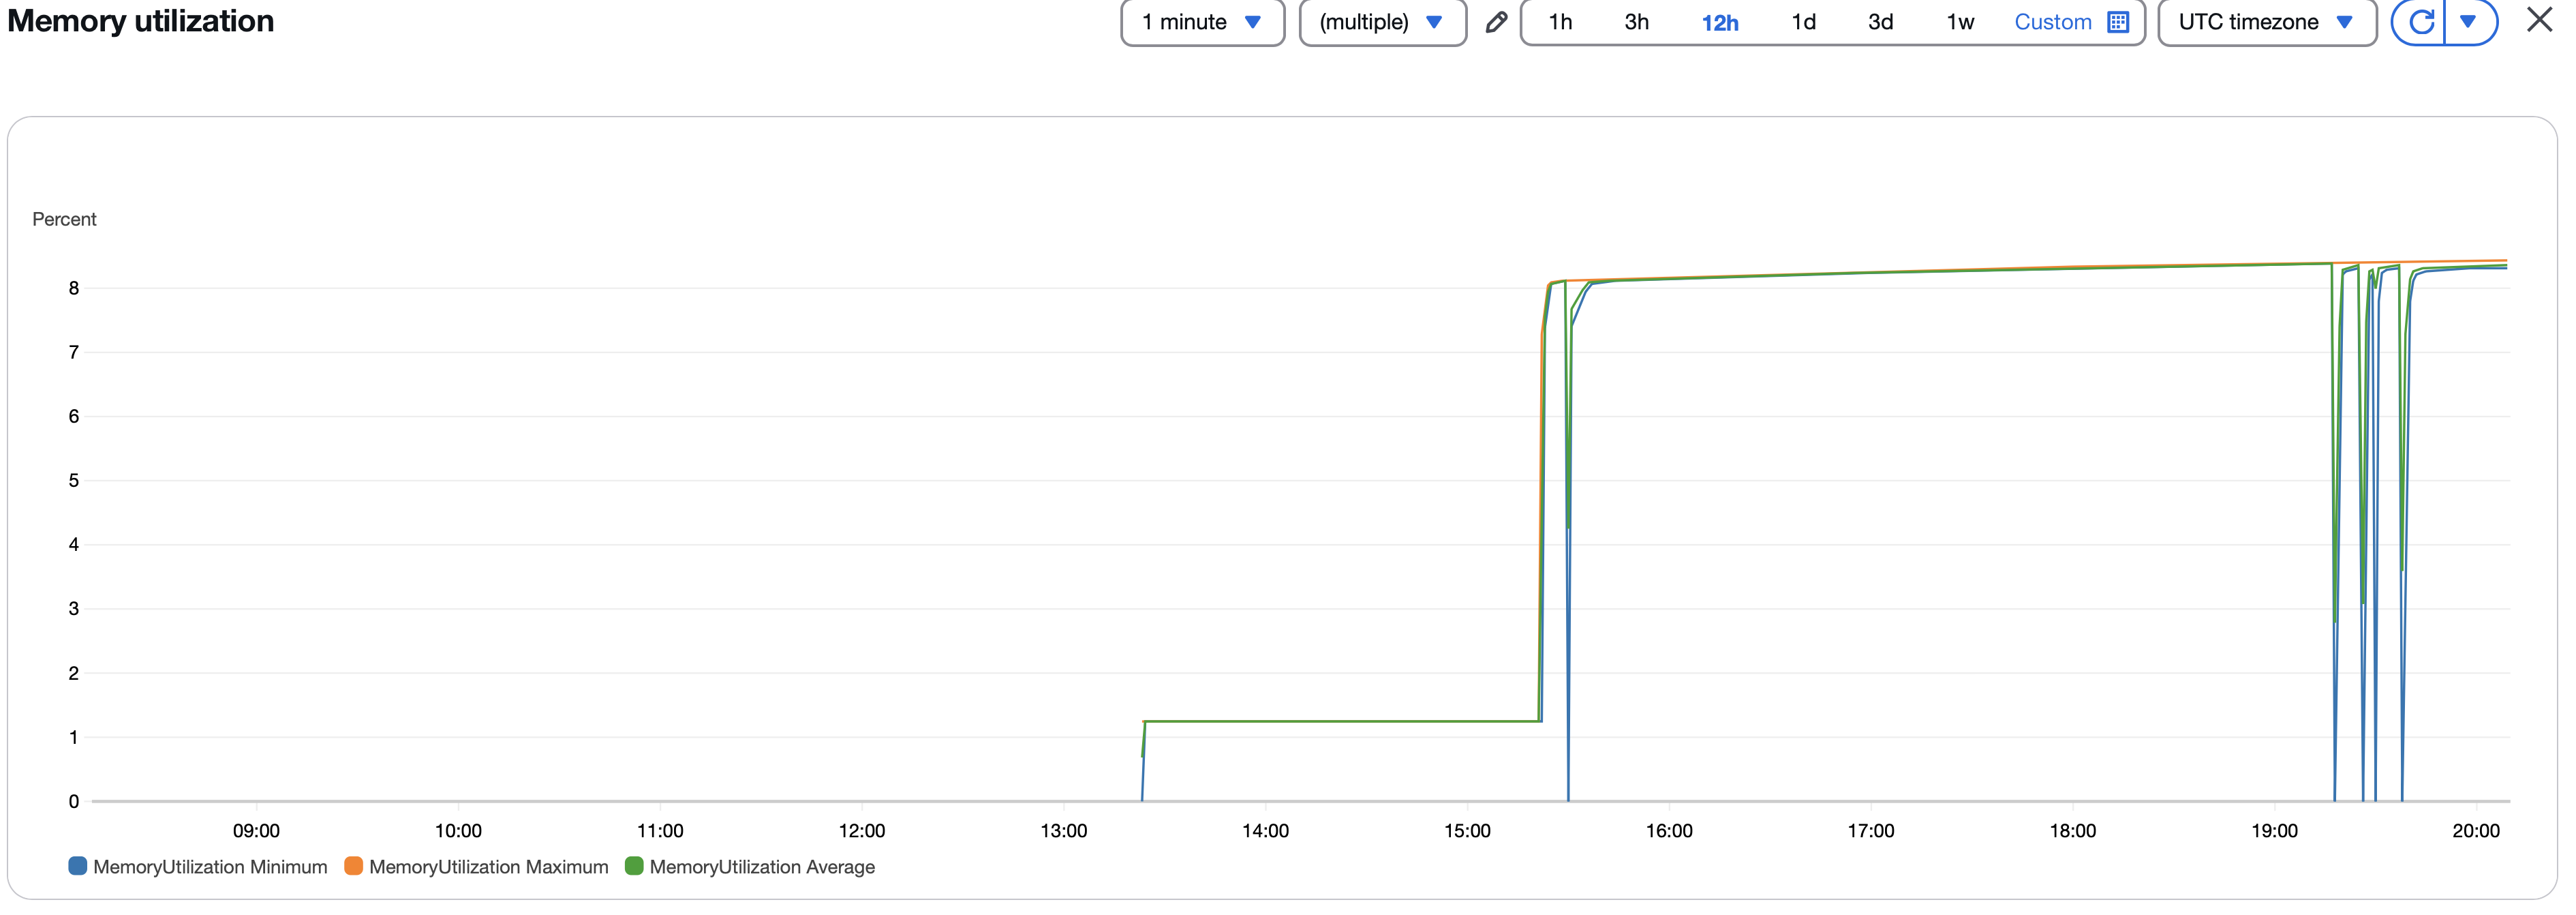 Memory utilization
1 minute (multiple) 1h 3h 12h 1d 3d 1w Custom UTC timezone
Percent
8
7
6
5
4
3
2
1
0
09:00 10:00 11:00 12:00 13:00 14:00 15:00 16:00 17:00 18:00 19:00 20:00
MemoryUtilization Minimum MemoryUtilization Maximum MemoryUtilization Average